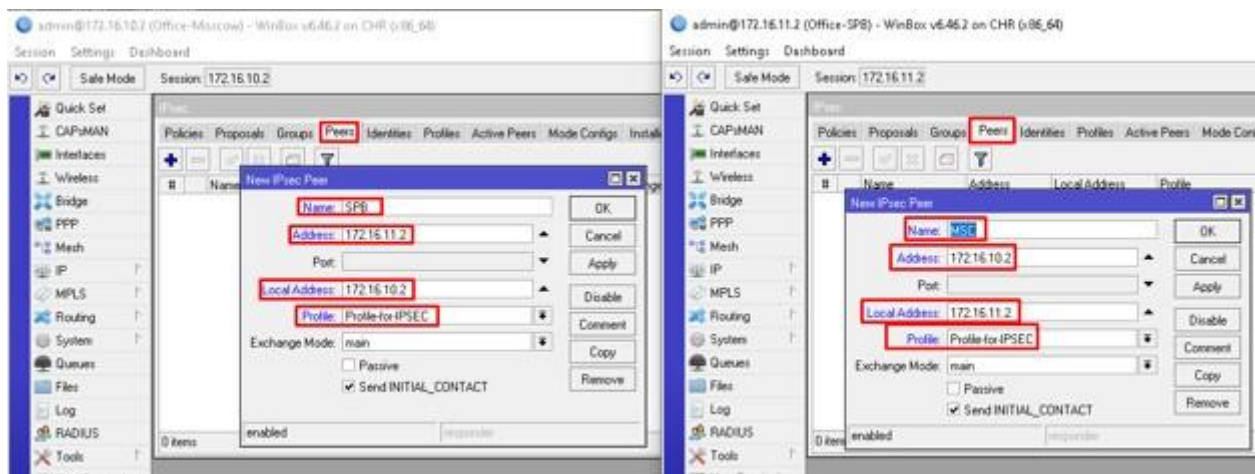 admin@172.16.10.2 (Office-Moscow) - WinBox v6.46.2 on CHR (x86_64)
Session Settings Dashboard
Safe Mode Session: 172.16.10.2
Quick Set
CAPsMAN
Interfaces
Wireless
Bridge
PPP
Mesh
IP
MPLS
Routing
System
Queues
Files
Log
RADIUS
Tools
IPsec
Policies Proposals Groups Peers Identities Profiles Active Peers Mode Configs
# Name
New IPsec Peer
Name: SPB
Address: 172.16.11.2
Port:
Local Address: 172.16.10.2
Profile: Profile-for-IPSEC
Exchange Mode: main
Passive
Send INITIAL_CONTACT
OK
Cancel
Apply
Disable
Comment
Copy
Remove
enabled responder
0 items
admin@172.16.11.2 (Office-SPB) - WinBox v6.46.2 on CHR (x86_64)
Session Settings Dashboard
Safe Mode Session: 172.16.11.2
Quick Set
CAPsMAN
Interfaces
Wireless
Bridge
PPP
Mesh
IP
MPLS
Routing
System
Queues
Files
Log
RADIUS
Tools
IPsec
Policies Proposals Groups Peers Identities Profiles Active Peers Mode Con
# Name Address Local Address Profile
New IPsec Peer
Name: MSC
Address: 172.16.10.2
Port:
Local Address: 172.16.11.2
Profile: Profile-for-IPSEC
Exchange Mode: main
Passive
Send INITIAL_CONTACT
OK
Cancel
Apply
Disable
Comment
Copy
Remove
enabled responder
0 item